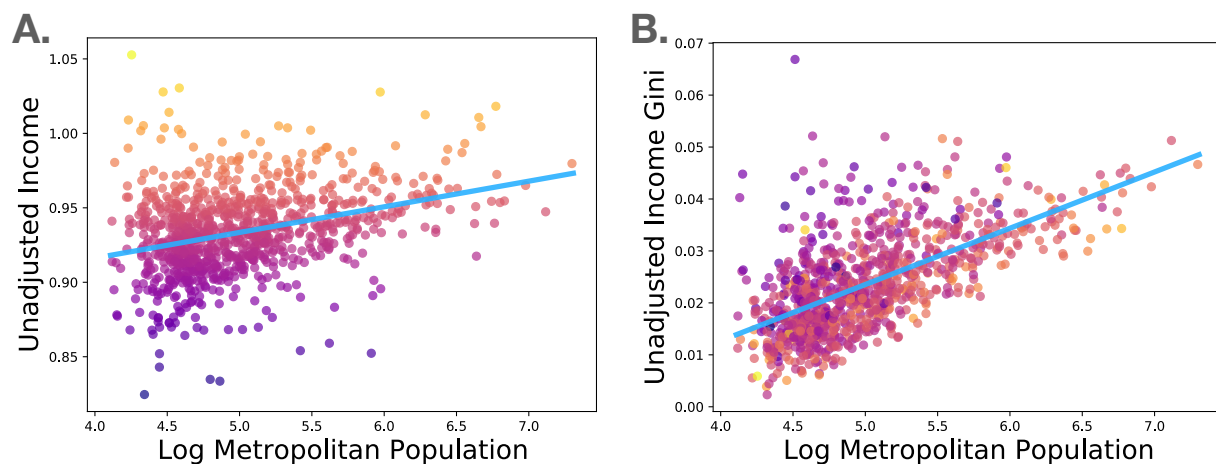 A.
Unadjusted Income
1.05
1.00
0.95
0.90
0.85
4.0 4.5 5.0 5.5 6.0 6.5 7.0
Log Metropolitan Population
B.
Unadjusted Income Gini
0.07
0.06
0.05
0.04
0.03
0.02
0.01
0.00
4.0 4.5 5.0 5.5 6.0 6.5 7.0
Log Metropolitan Population